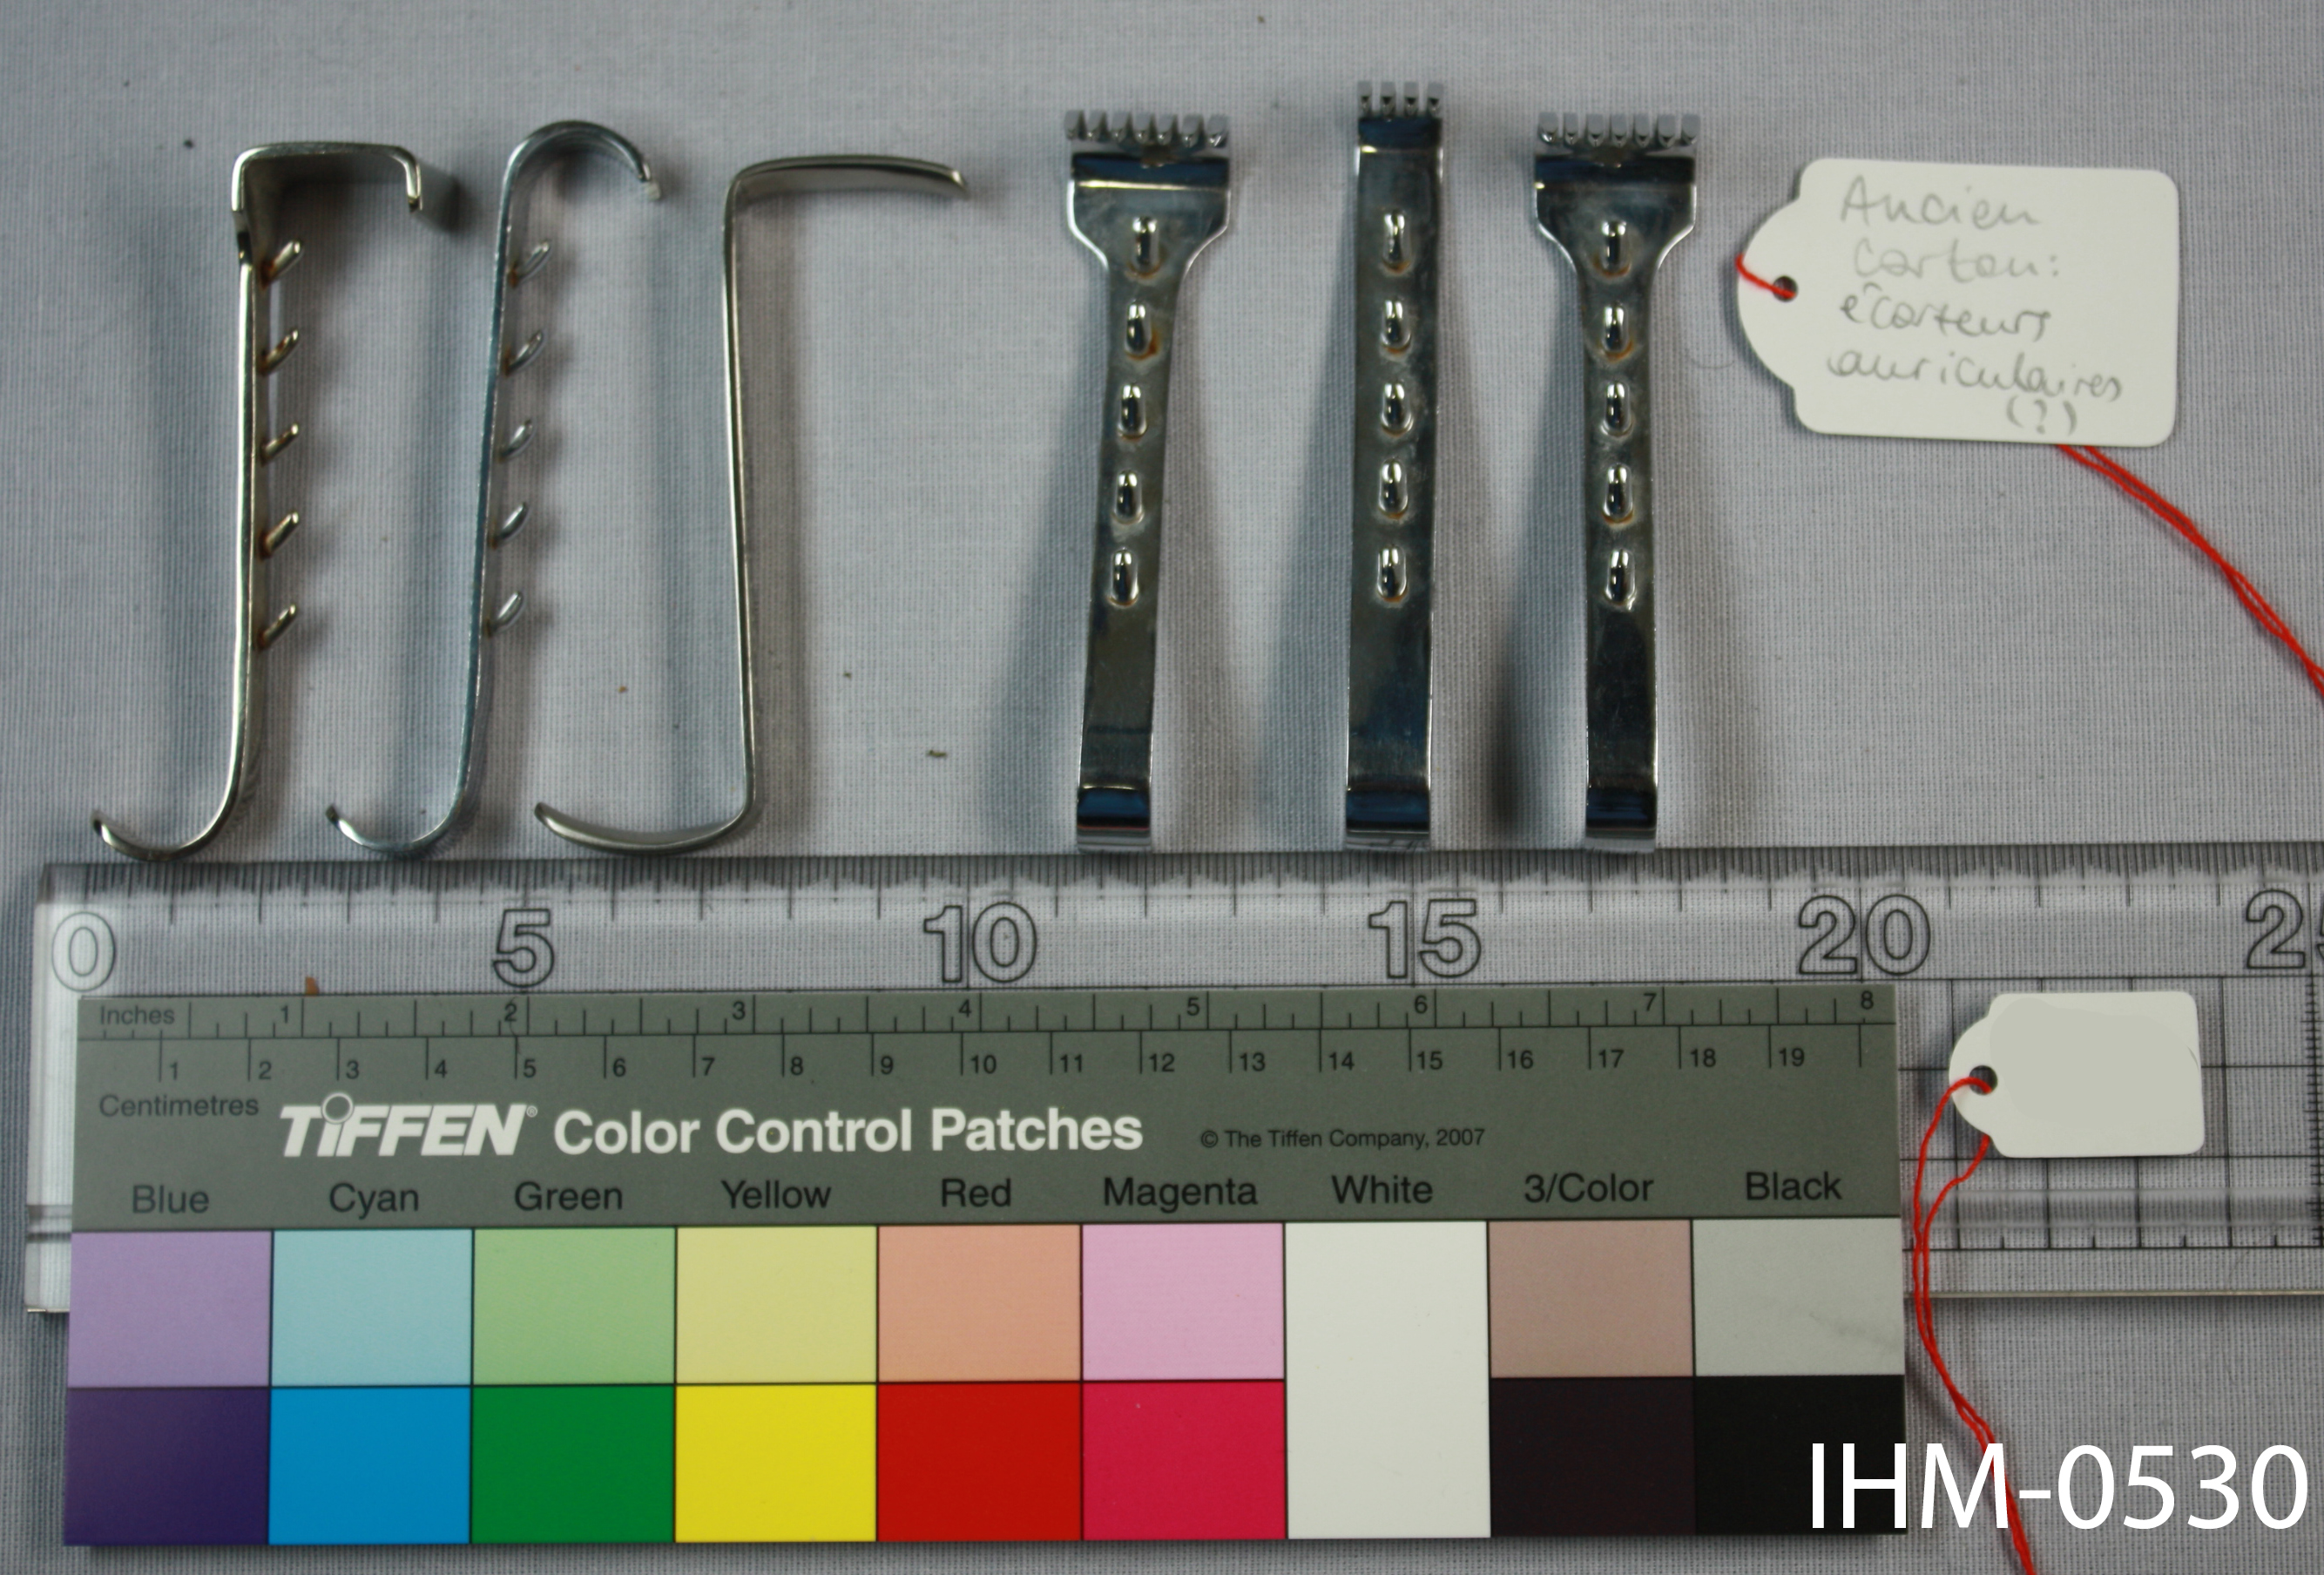 Ancien
carton:
écarteurs
auriculaires
(?)
0 5 10 15 20 2
Inches 1 2 3 4 5 6 7 8
1 2 3 4 5 6 7 8 9 10 11 12 13 14 15 16 17 18 19
Centimetres
TIFFEN® Color Control Patches © The Tiffen Company, 2007
Blue Cyan Green Yellow Red Magenta White 3/Color Black
IHM-0530